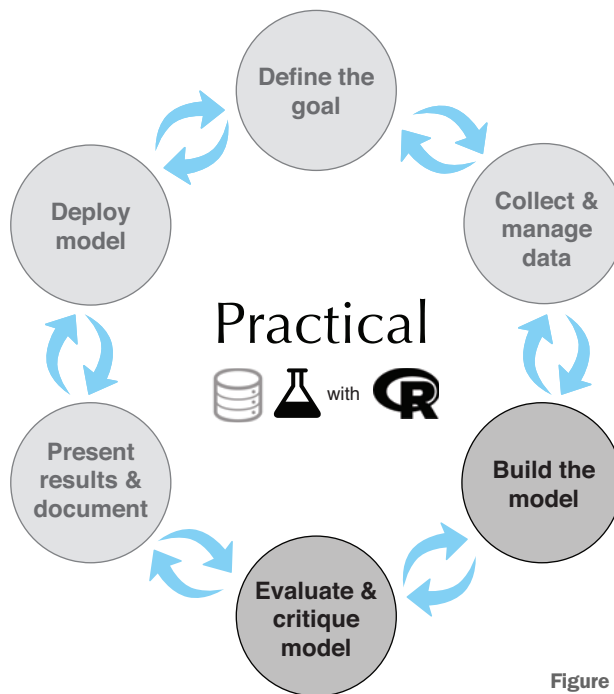 Define the
goal
Deploy
model
Collect &
manage
data
Practical
with R
Present
results &
document
Build the
model
Evaluate &
critique
model
Figure